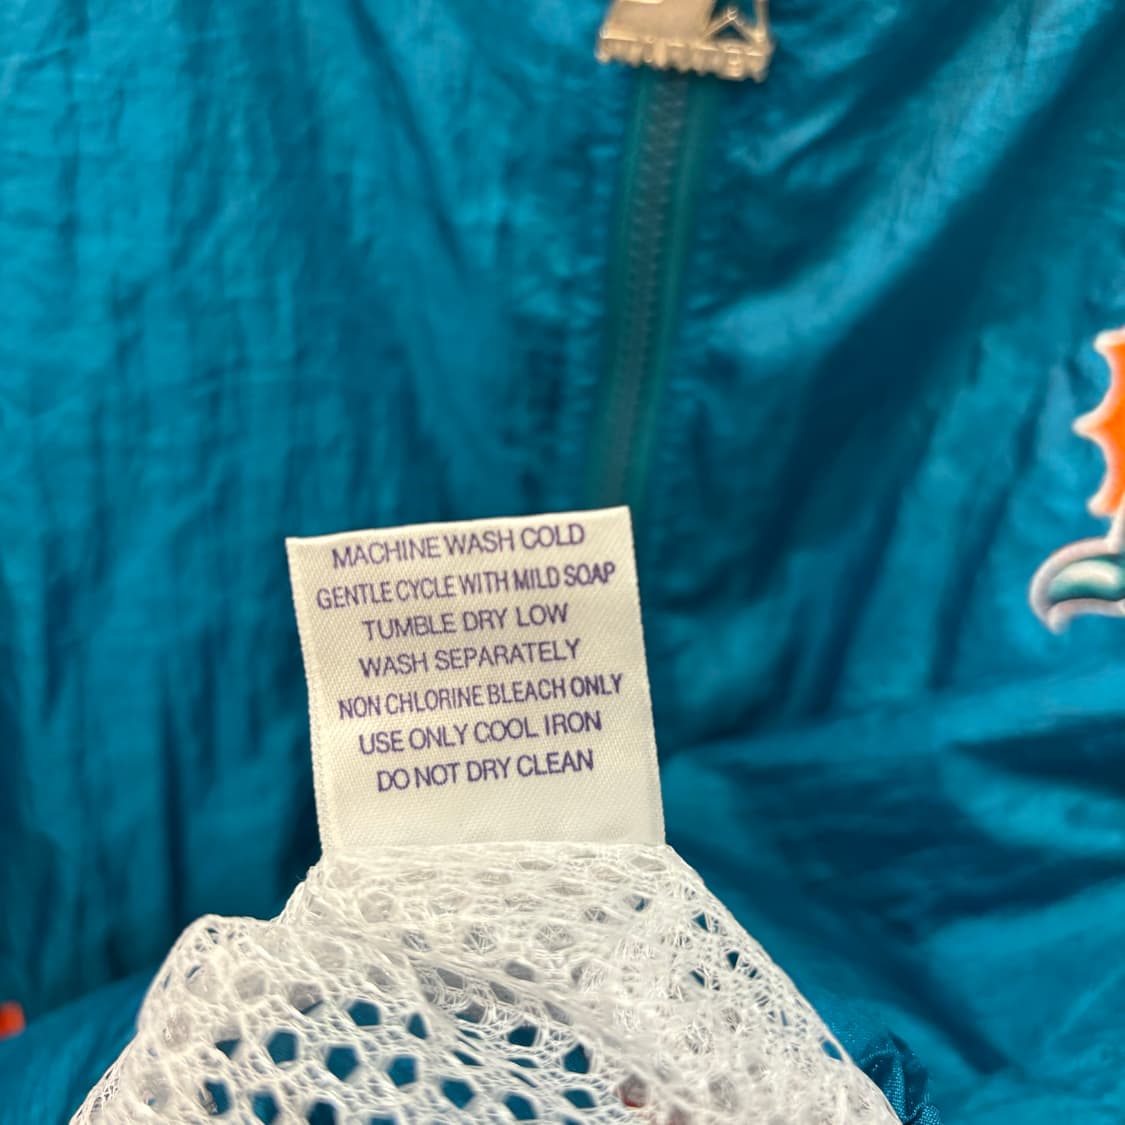 MACHINE WASH COLD
GENTLE CYCLE WITH MILD SOAP
TUMBLE DRY LOW
WASH SEPARATELY
NON CHLORINE BLEACH ONLY
USE ONLY COOL IRON
DO NOT DRY CLEAN